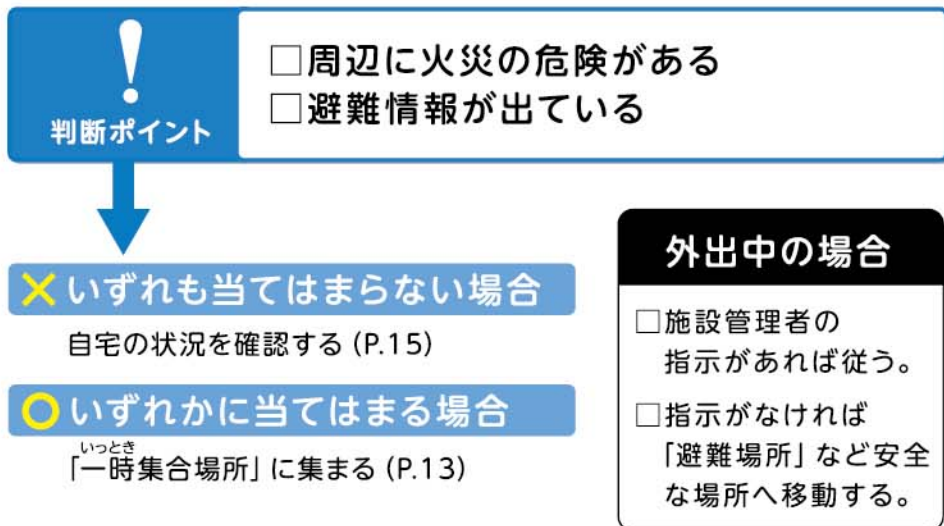 !
判断ポイント
□周辺に火災の危険がある
□避難情報が出ている
×いずれも当てはまらない場合
自宅の状況を確認する (P.15)
○いずれかに当てはまる場合
いっとき
「一時集合場所」に集まる (P.13)
外出中の場合
□施設管理者の
指示があれば従う。
□指示がなければ
「避難場所」など安全
な場所へ移動する。